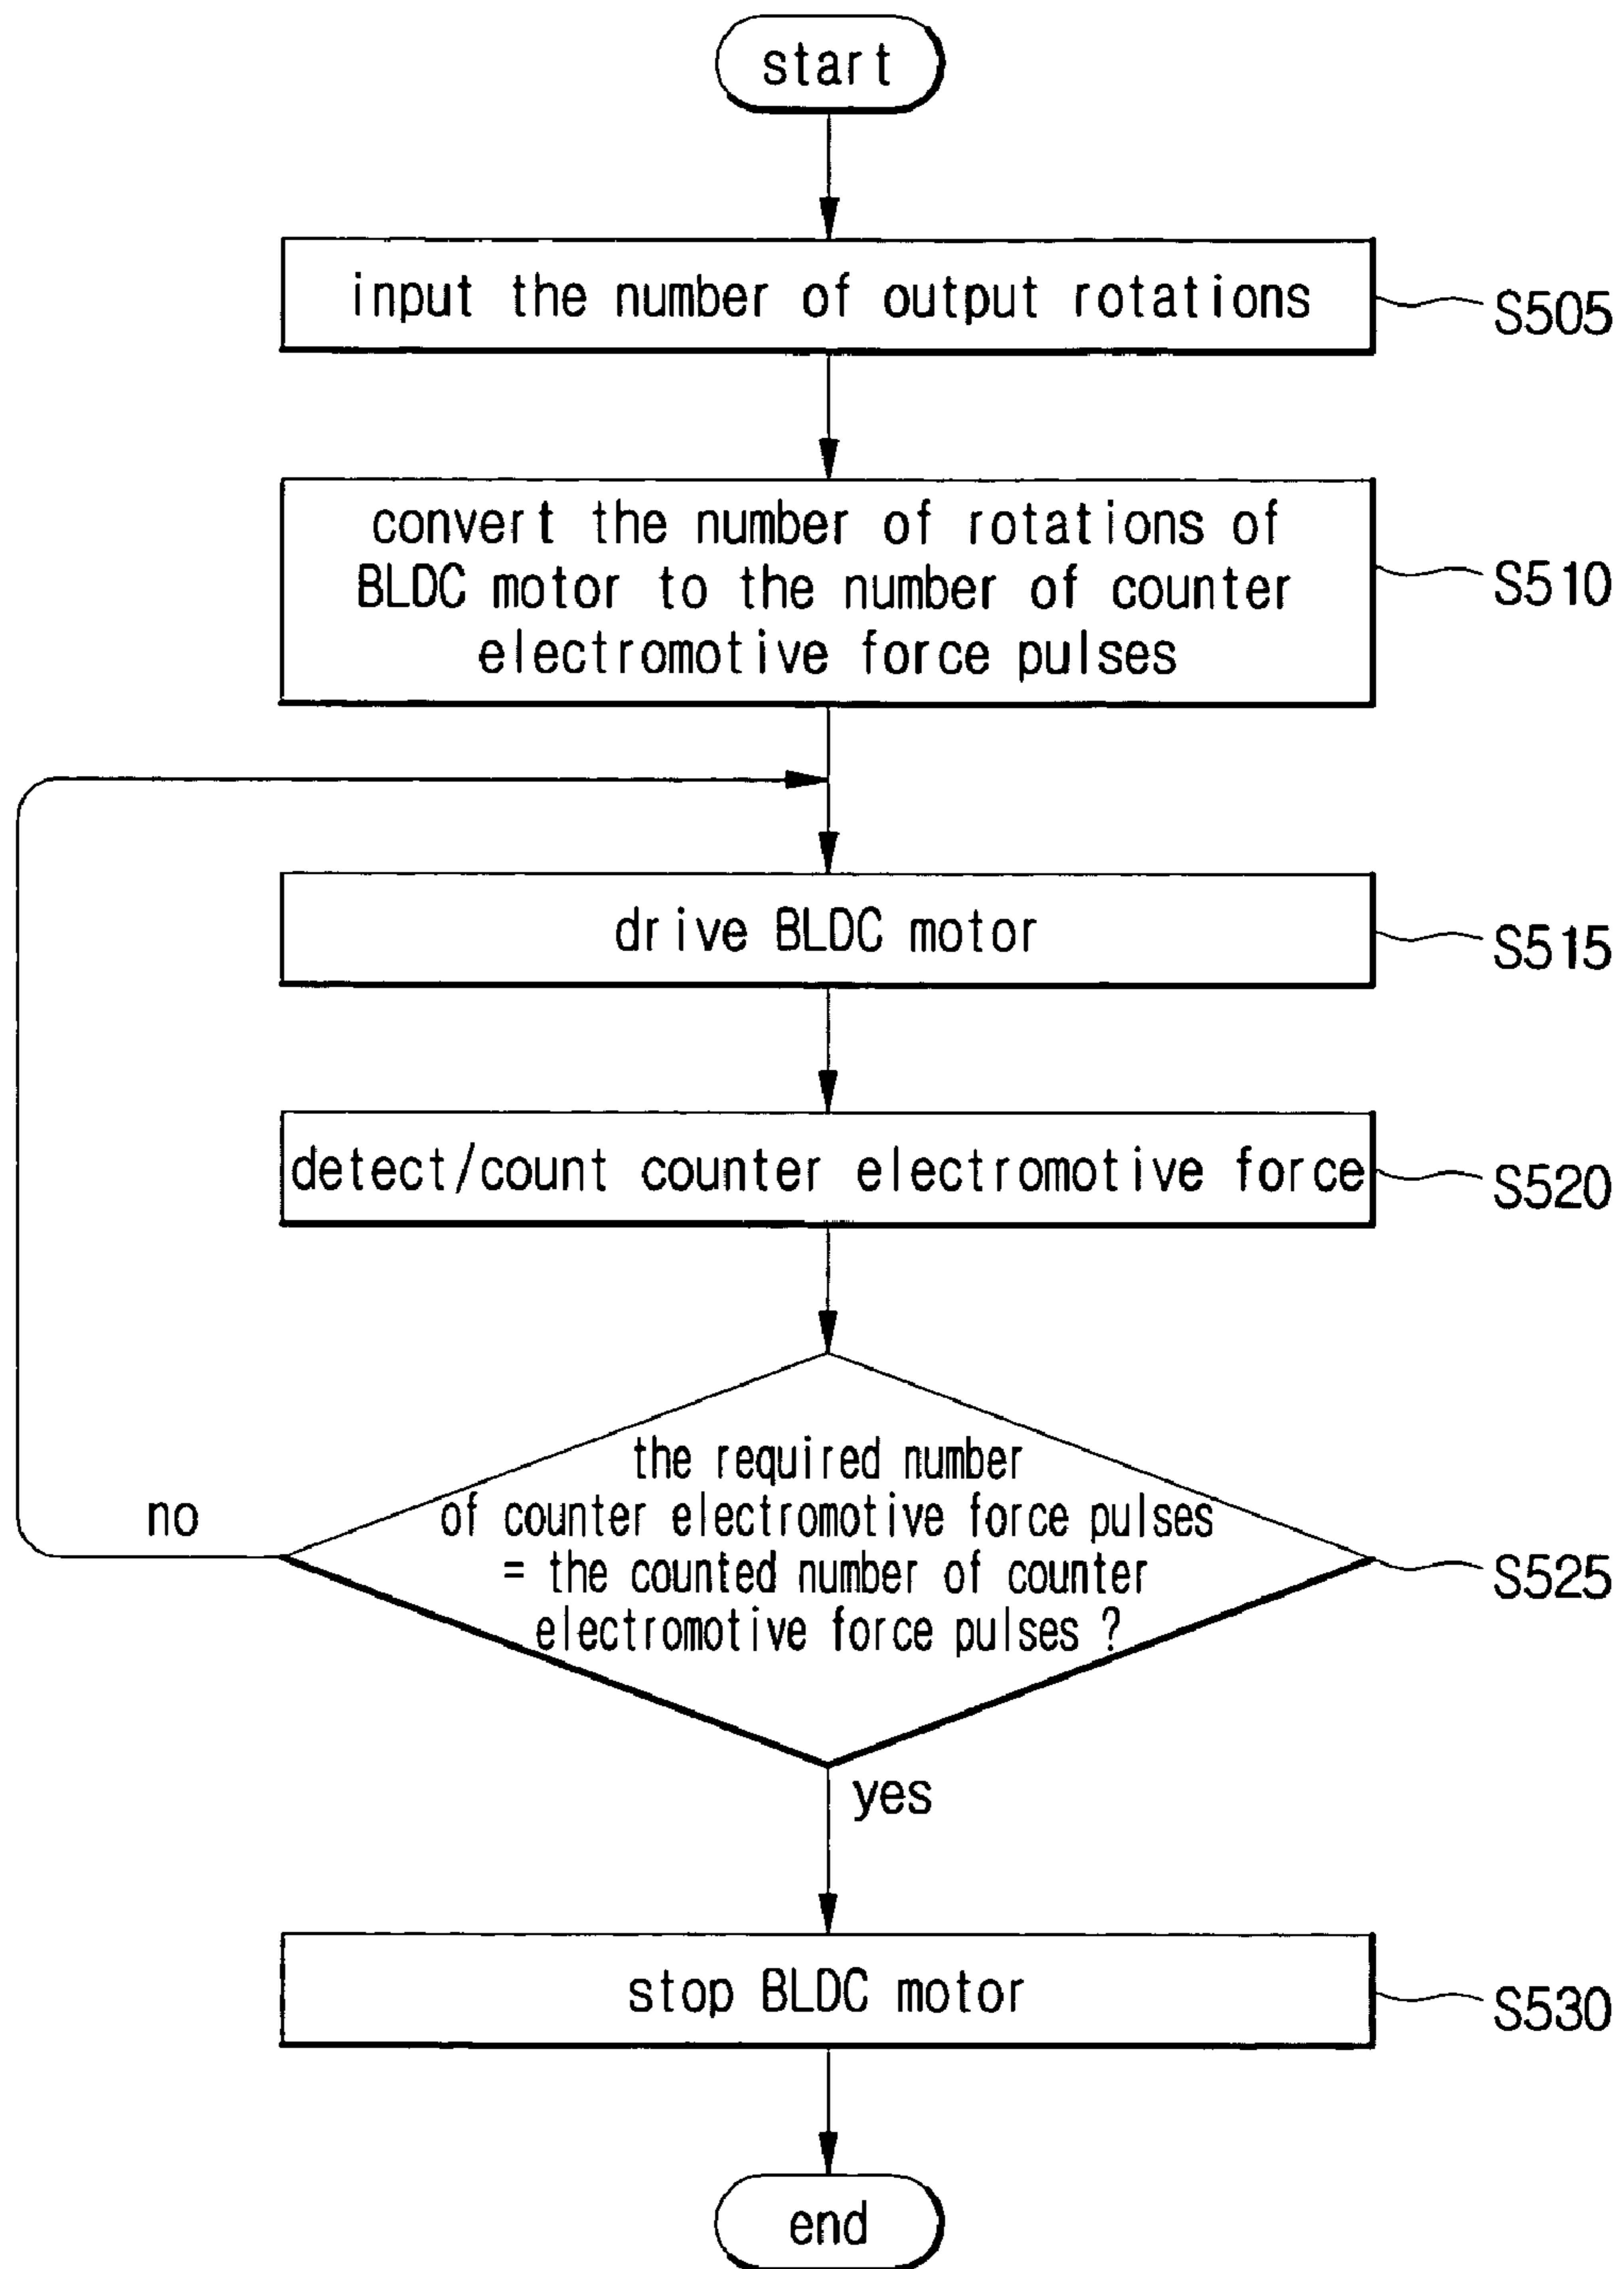 start
input the number of output rotations
S505
convert the number of rotations of
BLDC motor to the number of counter
electromotive force pulses
S510
drive BLDC motor
S515
detect/count counter electromotive force
S520
the required number
of counter electromotive force pulses
= the counted number of counter
electromotive force pulses ?
S525
no
yes
stop BLDC motor
S530
end